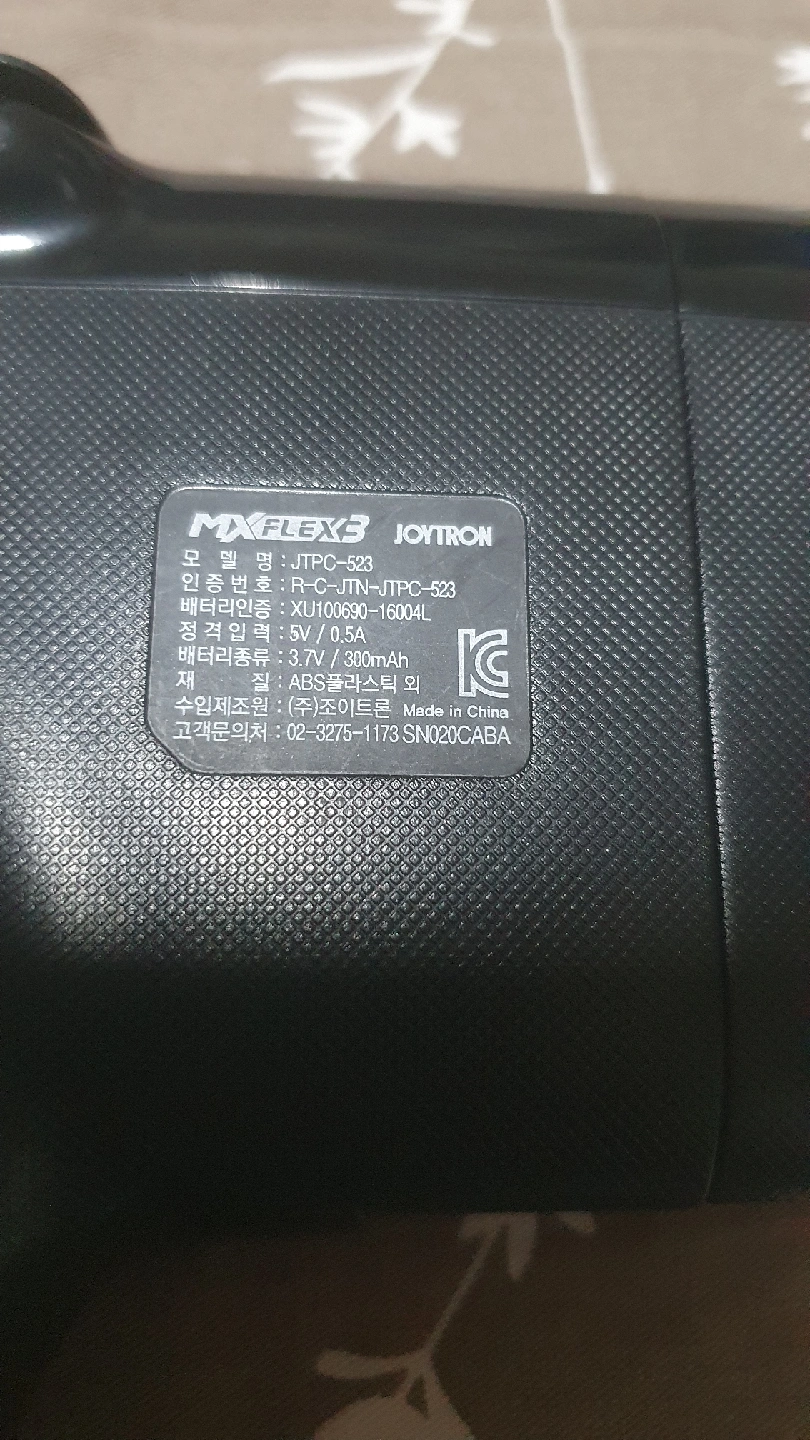 MXFLEX3 JOYTRON
모 델 명 : JTPC-523
인 증 번 호 : R-C-JTN-JTPC-523
배터리인증 : XU100690-16004L
정 격 입 력 : 5V / 0.5A
배터리종류 : 3.7V / 300mAh
재 질 : ABS플라스틱 외
수입제조원 : (주)조이트론 Made in China
고객문의처 : 02-3275-1173 SN020CABA